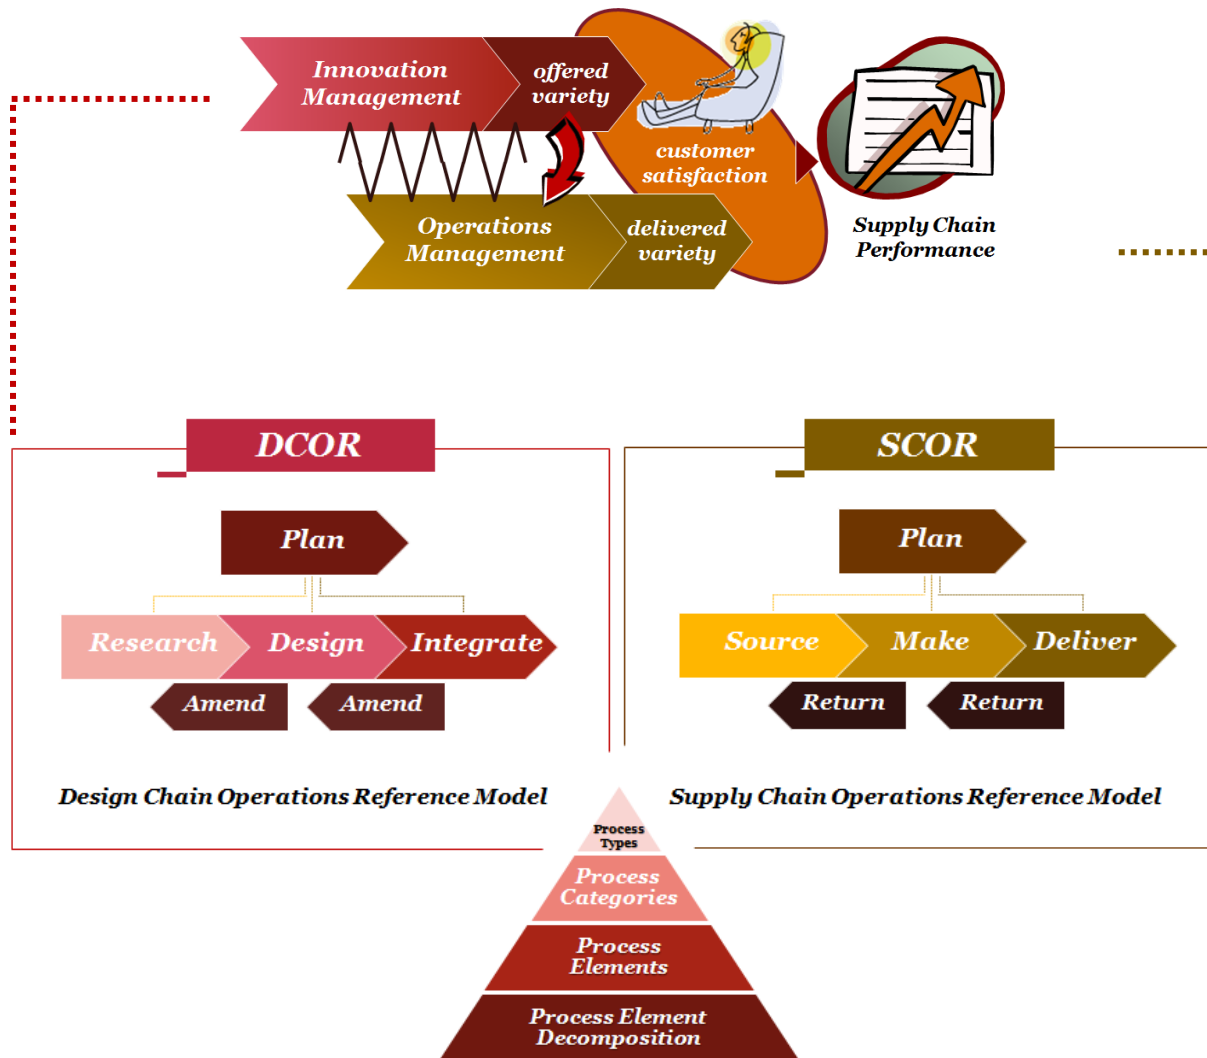 Innovation
Management
offered
variety
customer
satisfaction
Operations
Management
delivered
variety
Supply Chain
Performance
DCOR
Plan
Research
Design
Integrate
Amend
Amend
Design Chain Operations Reference Model
SCOR
Plan
Source
Make
Deliver
Return
Return
Supply Chain Operations Reference Model
Process
Types
Process
Categories
Process
Elements
Process Element
Decomposition